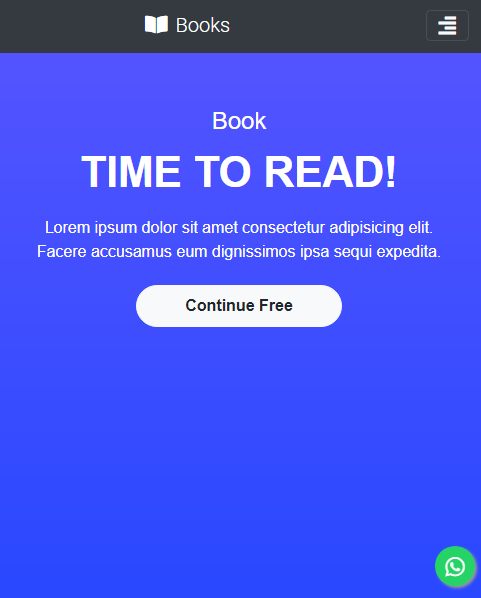 Books
Book
TIME TO READ!
Lorem ipsum dolor sit amet consectetur adipisicing elit.
Facere accusamus eum dignissimos ipsa sequi expedita.
Continue Free